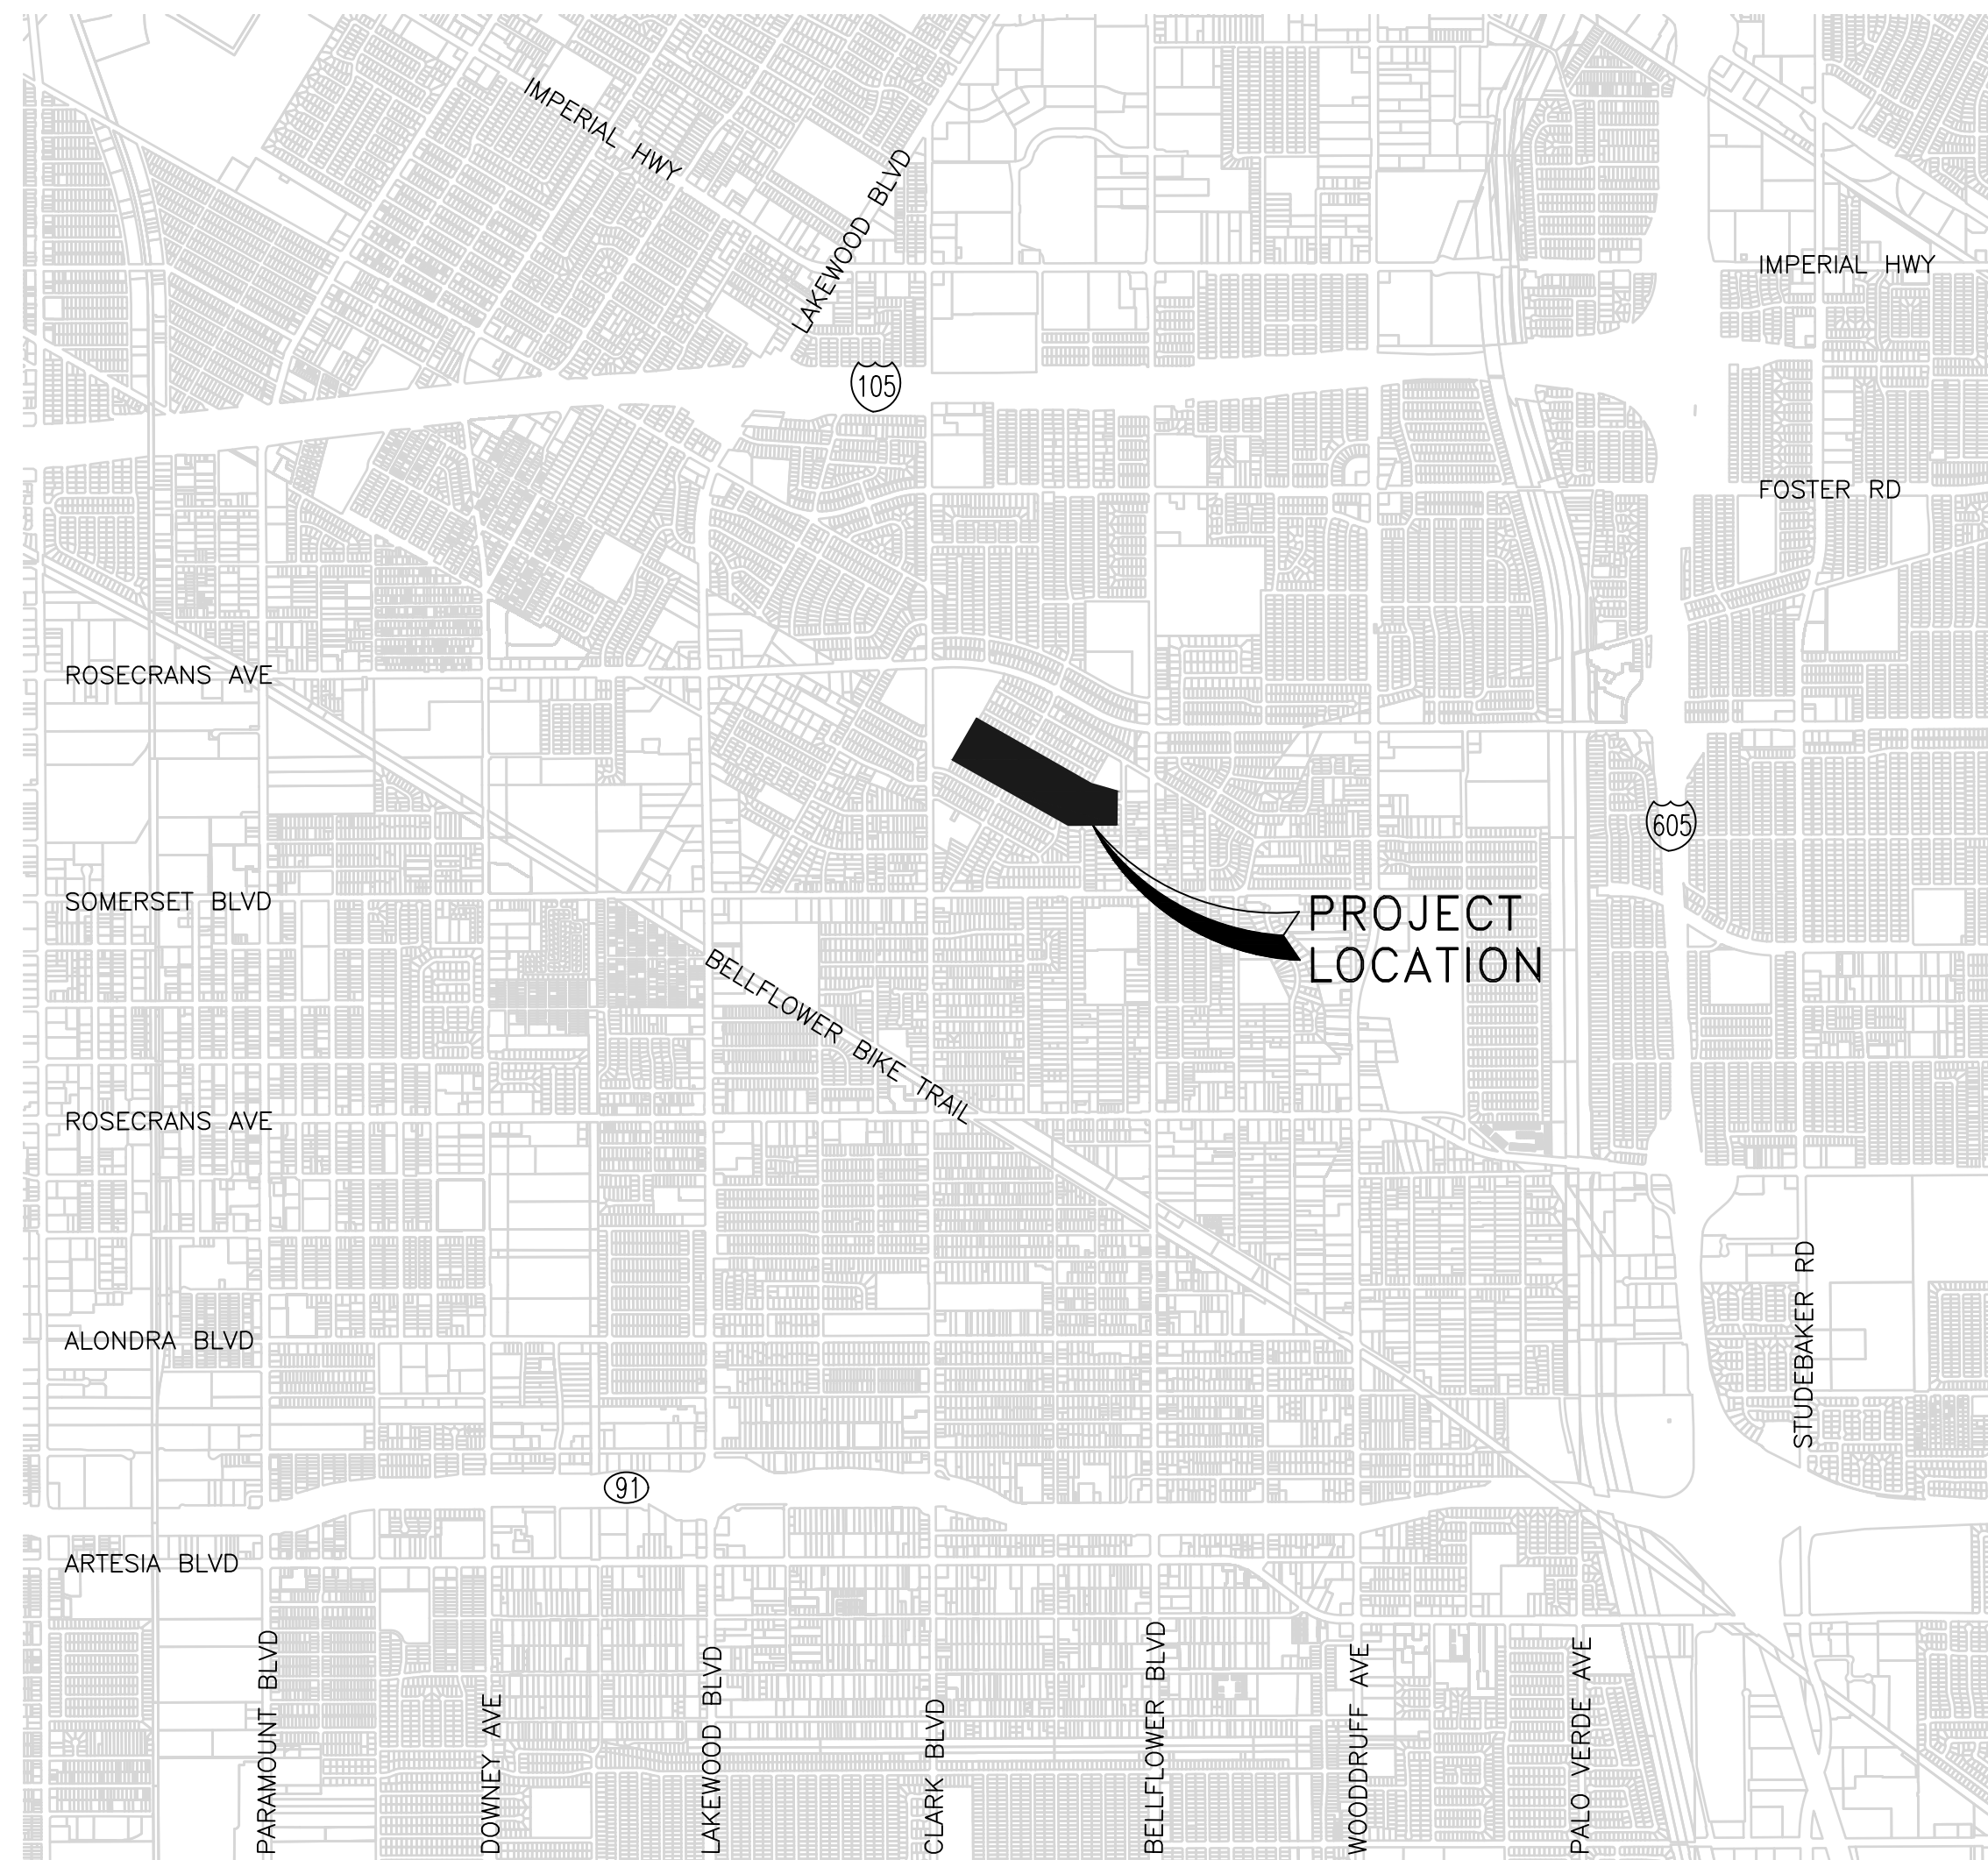 IMPERIAL HWY
LAKEWOOD BLVD
IMPERIAL HWY
105
FOSTER RD
ROSECRANS AVE
605
SOMERSET BLVD
PROJECT
LOCATION
BELLFLOWER BIKE TRAIL
ROSECRANS AVE
STUDEBAKER RD
ALONDRA BLVD
91
ARTESIA BLVD
PARAMOUNT BLVD
DOWNEY AVE
LAKEWOOD BLVD
CLARK BLVD
BELLFLOWER BLVD
WOODDRUFF AVE
PALO VERDE AVE